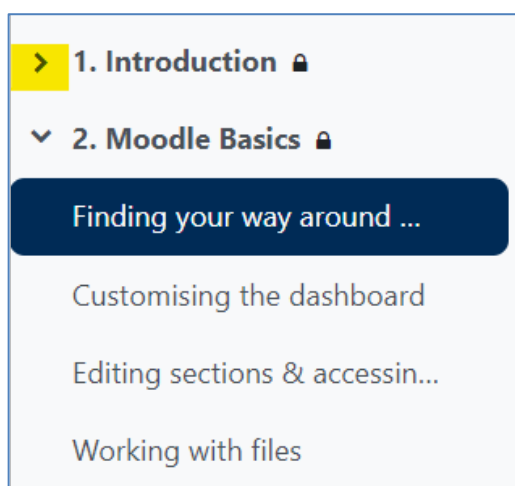 1. Introduction
2. Moodle Basics
Finding your way around ...
Customising the dashboard
Editing sections & accessin...
Working with files